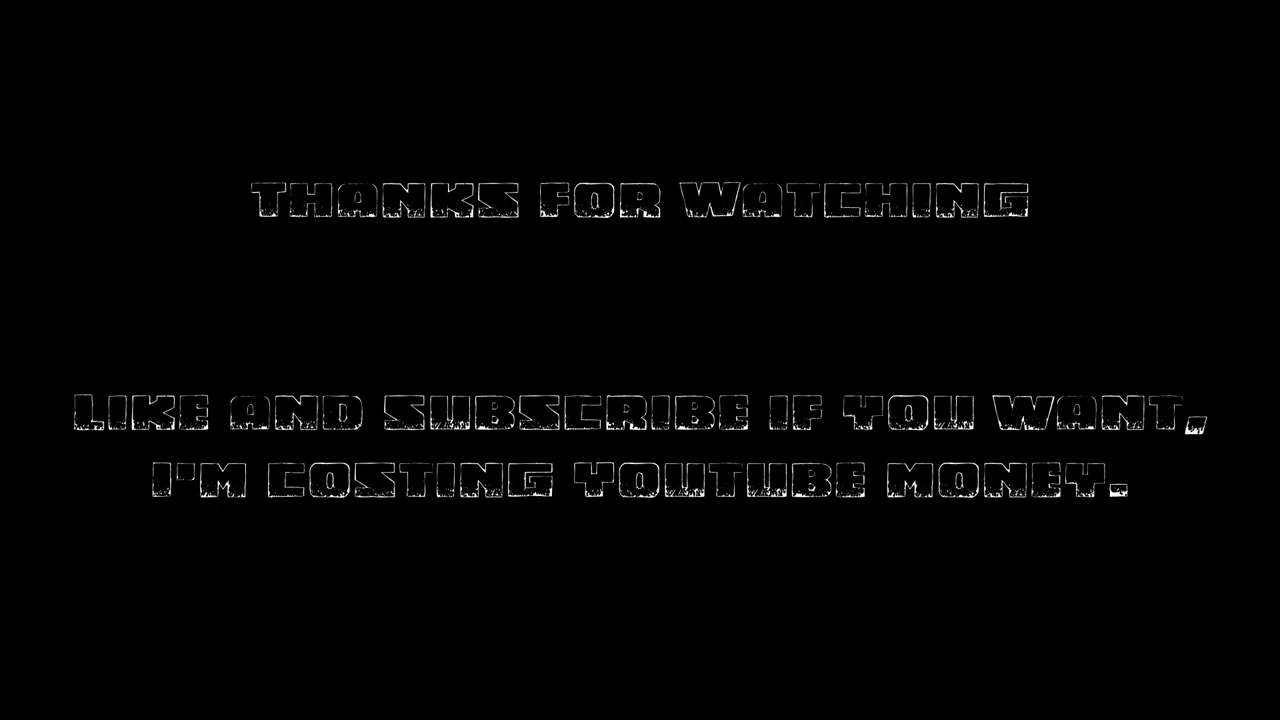 THANKS FOR WATCHING
LIKE AND SUBSCRIBE IF YOU WANT,
I'M COSTING YOUTUBE MONEY.